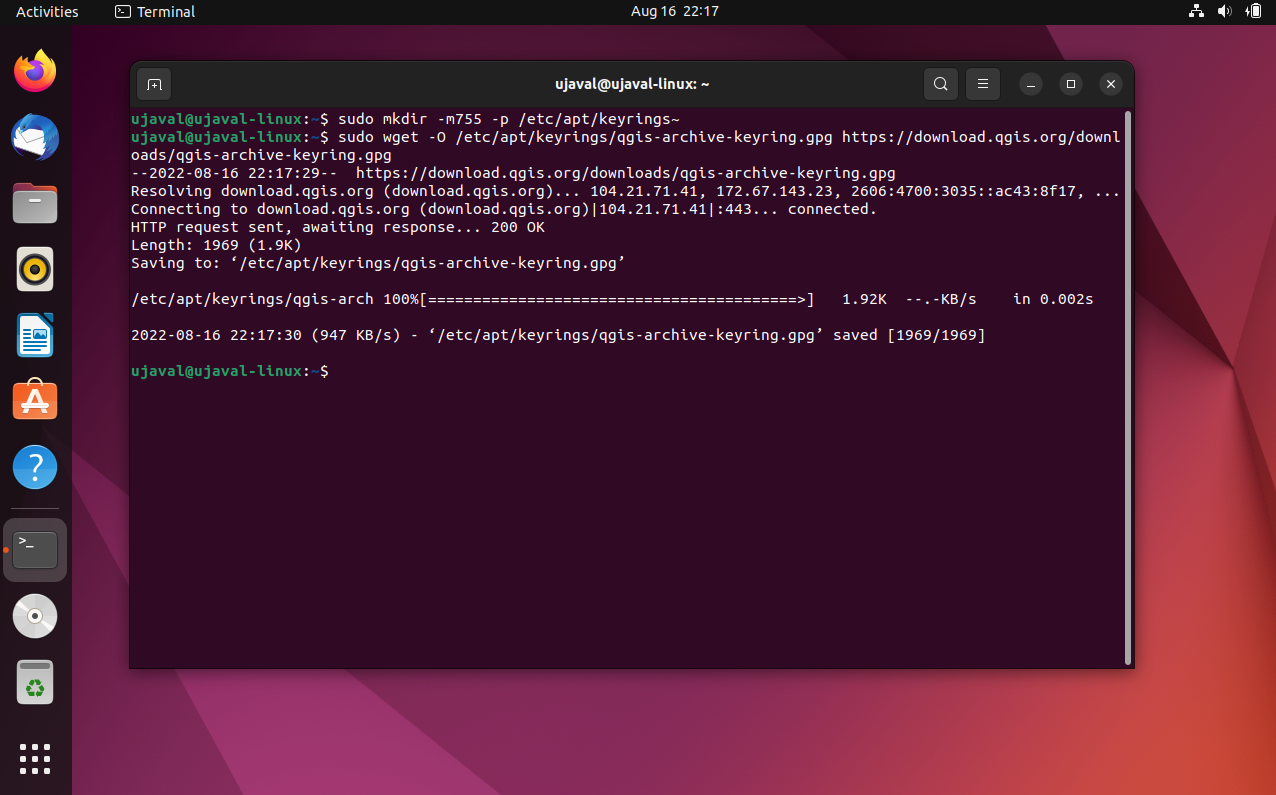 Activities Terminal Aug 16 22:17
ujaval@ujaval-linux: ~
ujaval@ujaval-linux:~$ sudo mkdir -m755 -p /etc/apt/keyrings~
ujaval@ujaval-linux:~$ sudo wget -O /etc/apt/keyrings/qgis-archive-keyring.gpg https://download.qgis.org/downl
oads/qgis-archive-keyring.gpg
--2022-08-16 22:17:29--  https://download.qgis.org/downloads/qgis-archive-keyring.gpg
Resolving download.qgis.org (download.qgis.org)... 104.21.71.41, 172.67.143.23, 2606:4700:3035::ac43:8f17, ...
Connecting to download.qgis.org (download.qgis.org)|104.21.71.41|:443... connected.
HTTP request sent, awaiting response... 200 OK
Length: 1969 (1.9K)
Saving to: ‘/etc/apt/keyrings/qgis-archive-keyring.gpg’
/etc/apt/keyrings/qgis-arch 100%[=========================================>]   1.92K  --.-KB/s    in 0.002s
2022-08-16 22:17:30 (947 KB/s) - ‘/etc/apt/keyrings/qgis-archive-keyring.gpg’ saved [1969/1969]
ujaval@ujaval-linux:~$